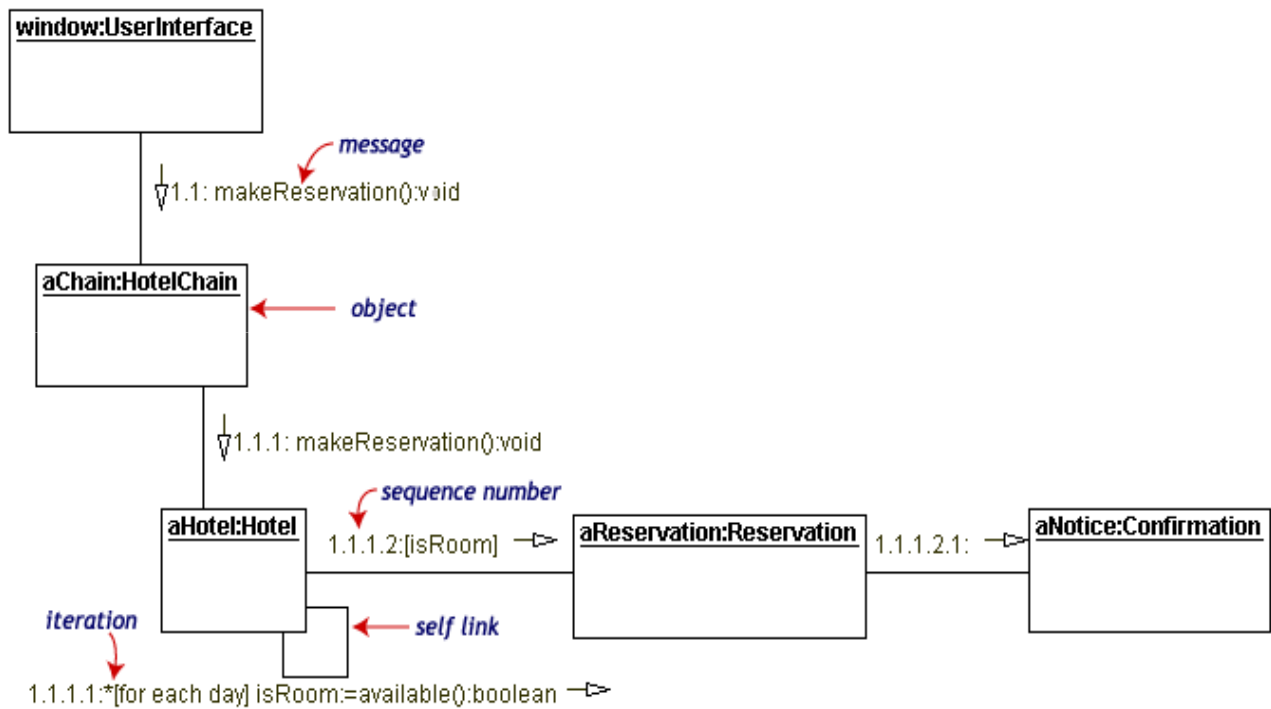 window:UserInterface
message
1.1: makeReservation():void
aChain:HotelChain
object
1.1.1: makeReservation():void
sequence number
aHotel:Hotel
1.1.1.2:[isRoom]
aReservation:Reservation
1.1.1.2.1:
aNotice:Confirmation
iteration
self link
1.1.1.1:*[for each day] isRoom:=available():boolean